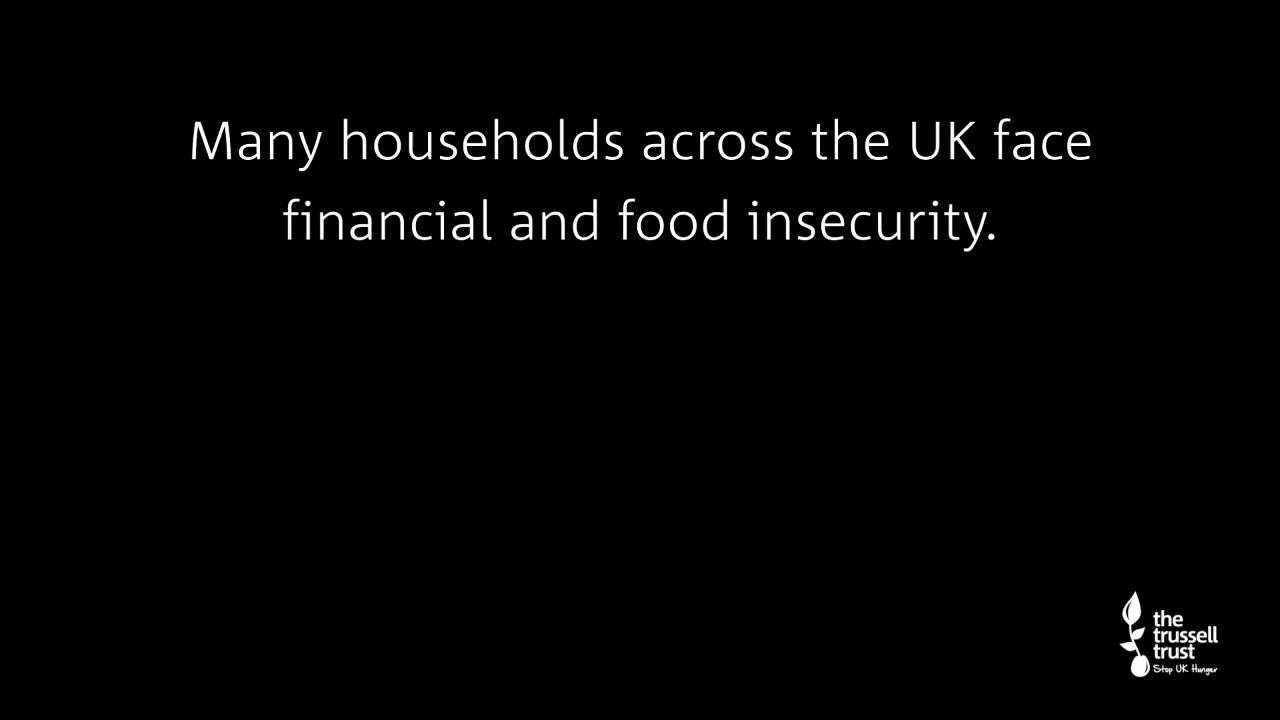 Many households across the UK face
financial and food insecurity.
the
trussell
trust
Stop UK Hunger